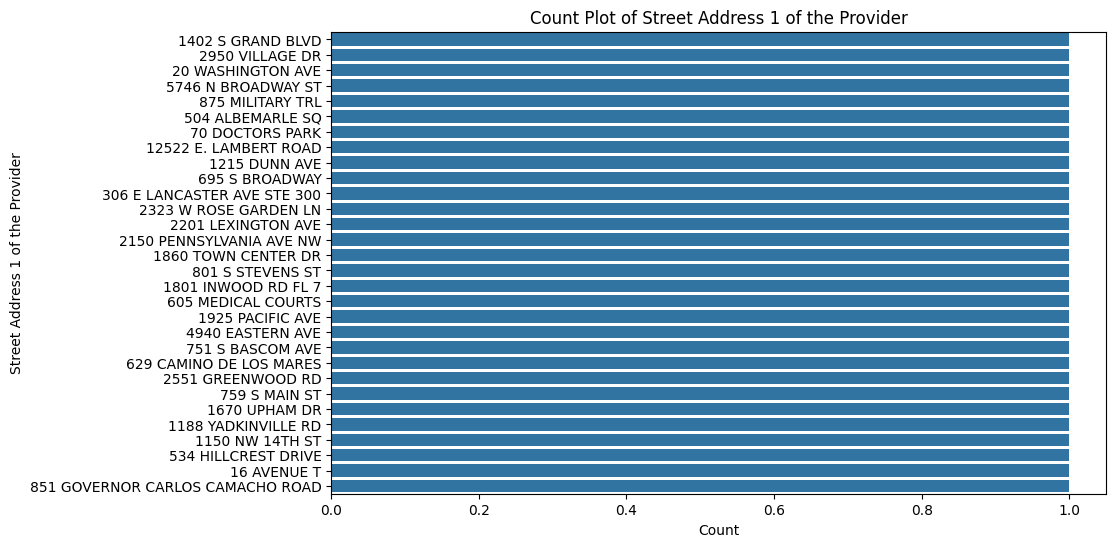 Count Plot of Street Address 1 of the Provider
Street Address 1 of the Provider
1402 S GRAND BLVD
2950 VILLAGE DR
20 WASHINGTON AVE
5746 N BROADWAY ST
875 MILITARY TRL
504 ALBEMARLE SQ
70 DOCTORS PARK
12522 E. LAMBERT ROAD
1215 DUNN AVE
695 S BROADWAY
306 E LANCASTER AVE STE 300
2323 W ROSE GARDEN LN
2201 LEXINGTON AVE
2150 PENNSYLVANIA AVE NW
1860 TOWN CENTER DR
801 S STEVENS ST
1801 INWOOD RD FL 7
605 MEDICAL COURTS
1925 PACIFIC AVE
4940 EASTERN AVE
751 S BASCOM AVE
629 CAMINO DE LOS MARES
2551 GREENWOOD RD
759 S MAIN ST
1670 UPHAM DR
1188 YADKINVILLE RD
1150 NW 14TH ST
534 HILLCREST DRIVE
16 AVENUE T
851 GOVERNOR CARLOS CAMACHO ROAD
0.0 0.2 0.4 0.6 0.8 1.0
Count